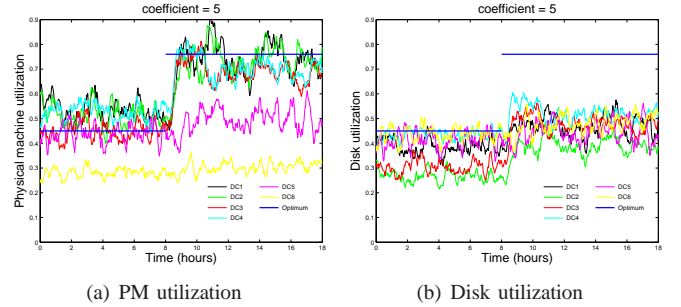 coefficient = 5
0.9
0.8
0.7
0.6
0.5
0.4
0.3
0.2
0.1
0
Physical machine utilization
DC1
DC2
DC3
DC4
DC5
DC6
Optimum
0 2 4 6 8 10 12 14 16 18
Time (hours)
(a) PM utilization
coefficient = 5
0.9
0.8
0.7
0.6
0.5
0.4
0.3
0.2
0.1
0
Disk utilization
DC1
DC2
DC3
DC4
DC5
DC6
Optimum
0 2 4 6 8 10 12 14 16 18
Time (hours)
(b) Disk utilization